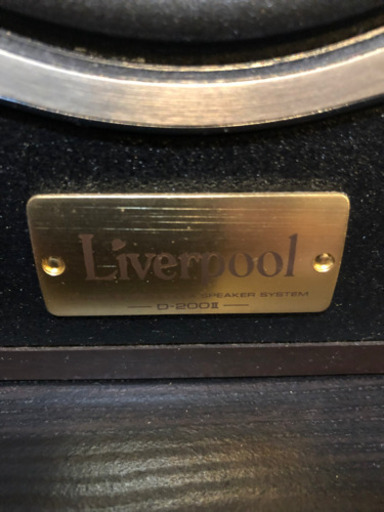 Liverpool
SPEAKER SYSTEM
D-200II